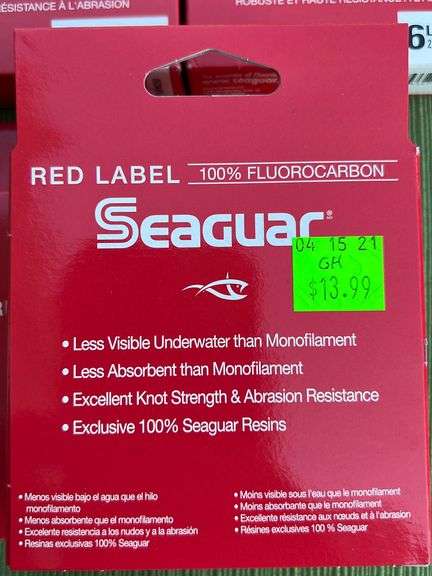 ÉSISTANCE À L'ABRASION
ROBUSTE ET HAUTE RÉSISTANCE
6
www.seaguar.
RED LABEL 100% FLUOROCARBON
Seaguar®
04 15 21
GH
$13.99
• Less Visible Underwater than Monofilament
• Less Absorbent than Monofilament
• Excellent Knot Strength & Abrasion Resistance
• Exclusive 100% Seaguar Resins
• Menos visible bajo el agua que el hilo
monofilamento
• Menos absorbente que el monofilamento
• Excelente resistencia a los nudos y a la abrasión
• Resinas exclusivas 100% Seaguar
• Moins visible sous l'eau que le monofilament
• Moins absorbante que le monofilament
• Excellente résistance aux nœuds et à l'abrasion
• Résines exclusives 100 % Seaguar